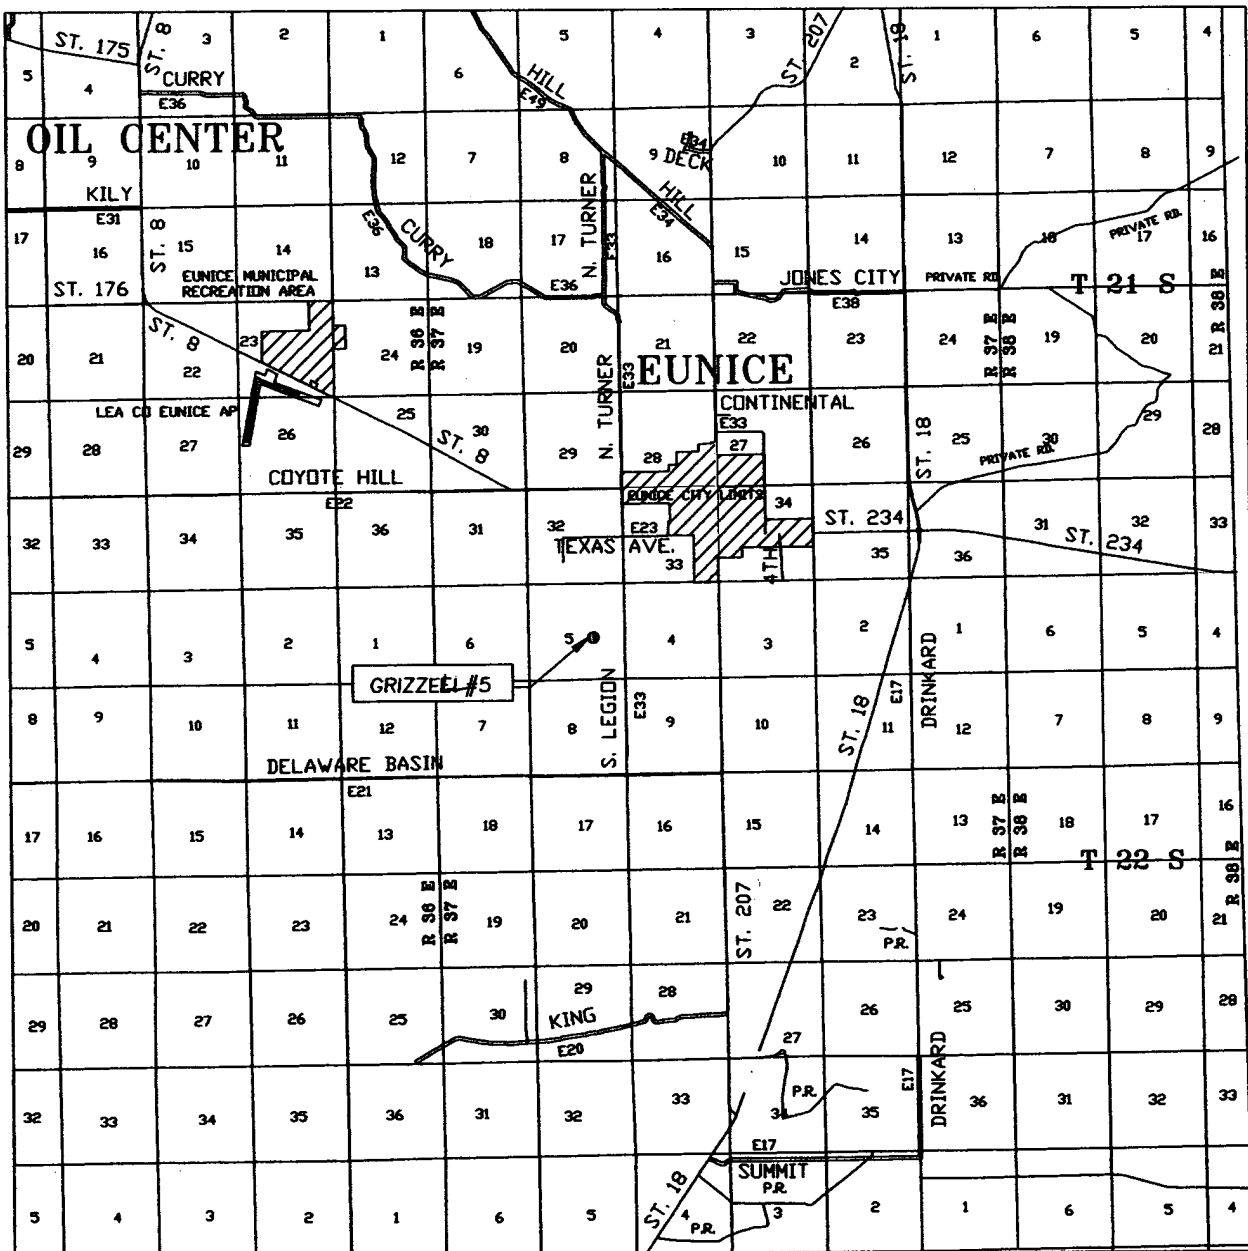 ST. 175
ST. 8
3 2 1 5 4 3 ST. 207 ST. 18 1 6 5 4
5 4 CURRY 6 HILL 2
E36 E49
OIL CENTER
E34
DECK
8 9 10 11 12 7 8 9 10 11 12 7 8 9
KILY
E31
HILL
E34
N. TURNER
E33
CURRY
E36
PRIVATE RD.
17 16 15 14 13 18 17 16 15 14 13 18 17 16
ST. 8
EUNICE MUNICIPAL
RECREATION AREA
ST. 176
E36
JONES CITY
E38
PRIVATE RD.
T 21 S
R 38 E
ST. 8
R 36 E
R 37 E
R 37 E
R 38 E
20 21 22 23 24 19 20 21 22 23 24 19 20 21
EUNICE
N. TURNER
E33
CONTINENTAL
E33
LEA CO EUNICE AP
29 28 27 26 25 30 29 28 27 26 25 30 29 28
ST. 8
ST. 18
PRIVATE RD.
COYOTE HILL
E22
EUNICE CITY LIMITS
32 33 34 35 36 31 32 33 34 35 36 31 32 33
E23
TEXAS AVE.
4TH
ST. 234
ST. 234
5 4 3 2 1 6 5 4 3 2 1 6 5 4
GRIZZELL #5
S. LEGION
E33
ST. 18
E17
DRINKARD
8 9 10 11 12 7 8 9 10 11 12 7 8 9
DELAWARE BASIN
E21
17 16 15 14 13 18 17 16 15 14 13 18 17 16
R 37 E
R 38 E
T 22 S
R 38 E
R 36 E
R 37 E
20 21 22 23 24 19 20 21 22 23 24 19 20 21
ST. 207
P.R.
29 28 27 26 25 30 29 28 27 26 25 30 29 28
KING
E20
DRINKARD
E17
P.R.
32 33 34 35 36 31 32 33 34 35 36 31 32 33
E17
SUMMIT
P.R.
ST. 18
5 4 3 2 1 6 5 4 3 2 1 6 5 4
P.R.